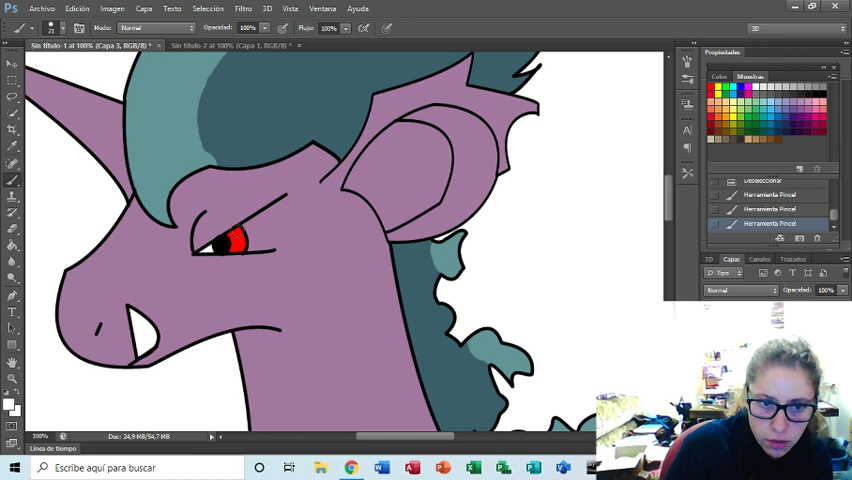 Ps Archivo Edición Imagen Capa Texto Selección Filtro 3D Vista Ventana Ayuda
21 Modo: Normal Opacidad: 100% Flujo: 100% 3D
Sin título-1 al 100% (Capa 3, RGB/8) * × Sin título-2 al 100% (Capa 1, RGB/8) * ×
Propiedades
Color Muestras
Deseleccionar
Herramienta Pincel
Herramienta Pincel
Herramienta Pincel
3D Capas Canales Trazados
Tipo
Normal Opacidad: 100%
100% Doc: 24,9 MB/54,7 MB
Línea de tiempo
Escribe aquí para buscar